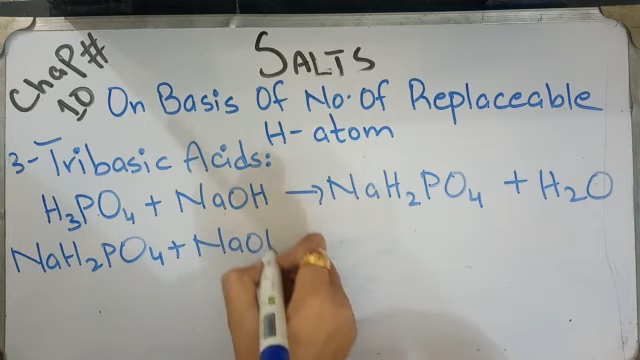 Chap# 10
SALTS
On Basis Of No. Of Replaceable
H-atom
3- Tribasic Acids:
H₃PO₄ + NaOH → NaH₂PO₄ + H₂O
NaH₂PO₄ + NaO